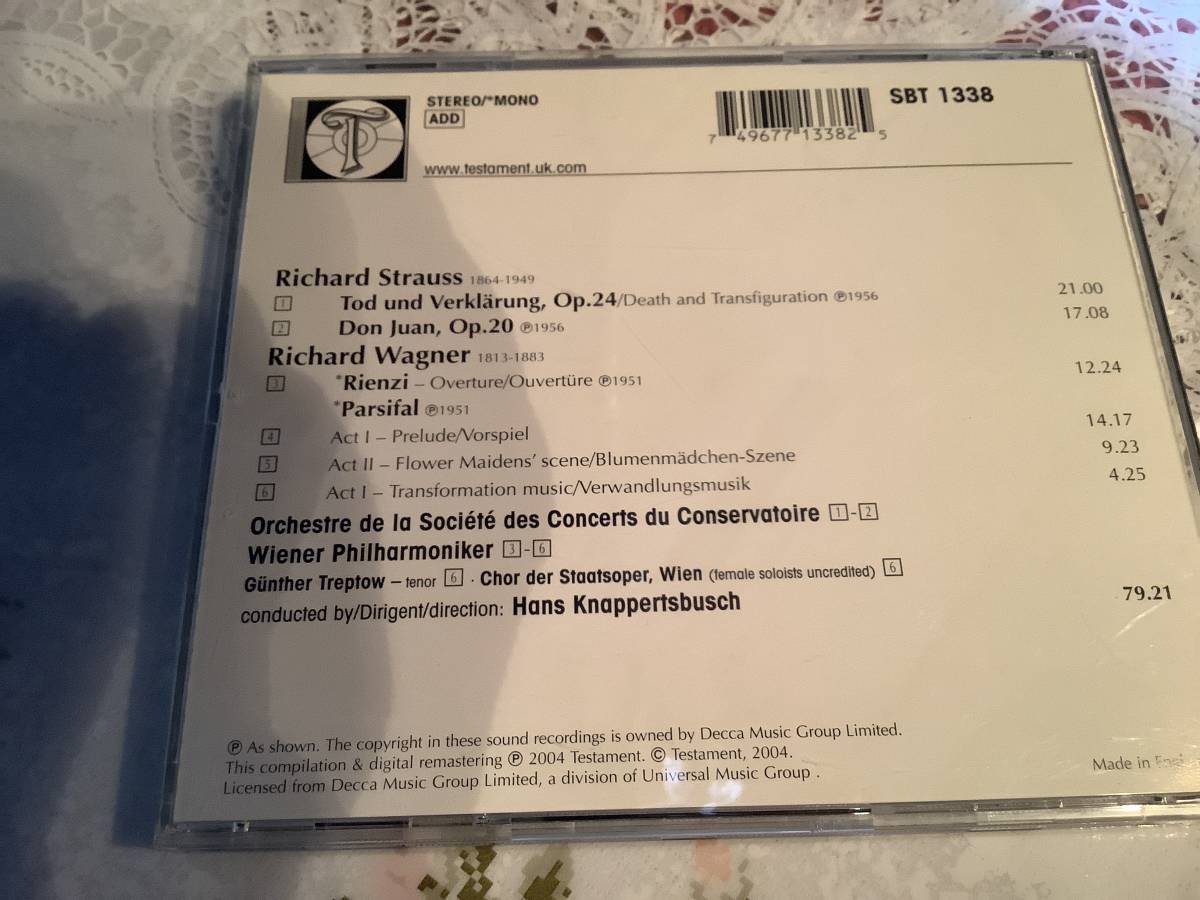 STEREO/*MONO
ADD
SBT 1338
7 49677 13382 5
www.testament.uk.com
Richard Strauss 1864-1949
1 Tod und Verklärung, Op.24/Death and Transfiguration ℗1956 21.00
2 Don Juan, Op.20 ℗1956 17.08
Richard Wagner 1813-1883
3 *Rienzi – Overture/Ouvertüre ℗1951 12.24
*Parsifal ℗1951
4 Act I – Prelude/Vorspiel 14.17
5 Act II – Flower Maidens' scene/Blumenmädchen-Szene 9.23
6 Act I – Transformation music/Verwandlungsmusik 4.25
Orchestre de la Société des Concerts du Conservatoire 1-2
Wiener Philharmoniker 3-6
Günther Treptow – tenor 6 · Chor der Staatsoper, Wien (female soloists uncredited) 6
conducted by/Dirigent/direction: Hans Knappertsbusch
79.21
℗ As shown. The copyright in these sound recordings is owned by Decca Music Group Limited.
This compilation & digital remastering ℗ 2004 Testament. © Testament, 2004.
Licensed from Decca Music Group Limited, a division of Universal Music Group .
Made in